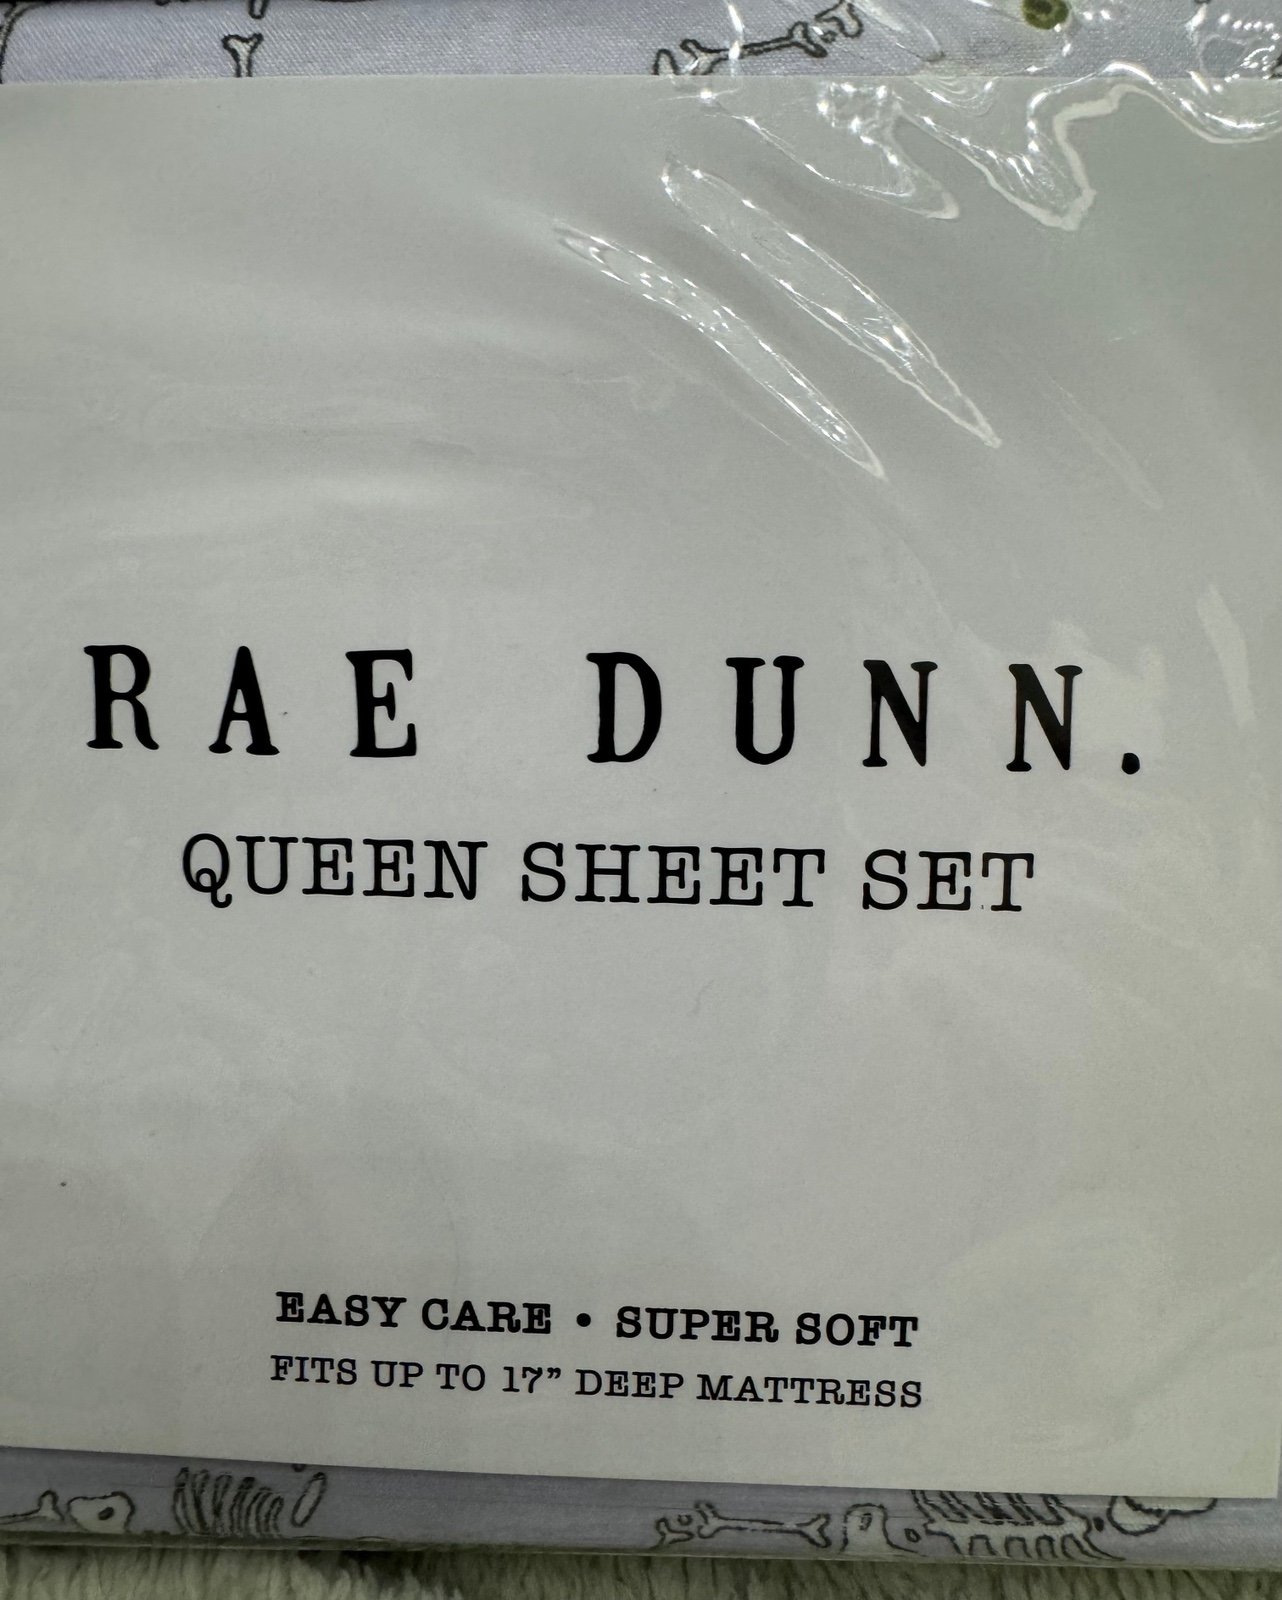 RAE DUNN.
QUEEN SHEET SET
EASY CARE • SUPER SOFT
FITS UP TO 17” DEEP MATTRESS